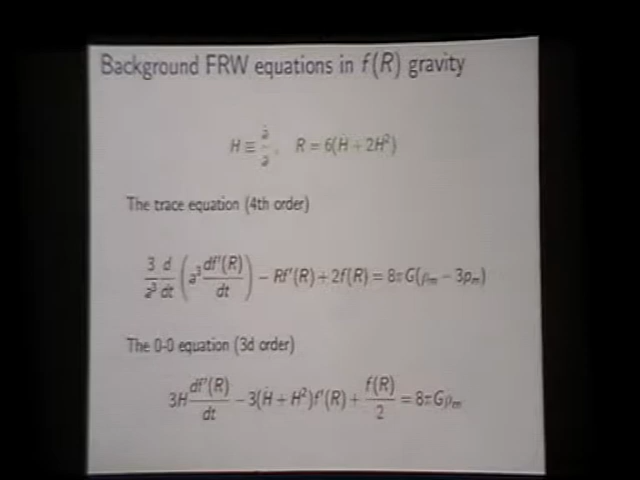 Background FRW equations in f(R) gravity
H ≡ ȧ/a, R = 6(Ḣ + 2H²)
The trace equation (4th order)
3/a³ d/dt (a³ df'(R)/dt) − Rf'(R) + 2f(R) = 8πG(ρₘ − 3pₘ)
The 0-0 equation (3d order)
3H df'(R)/dt − 3(Ḣ + H²)f'(R) + f(R)/2 = 8πGρₘ